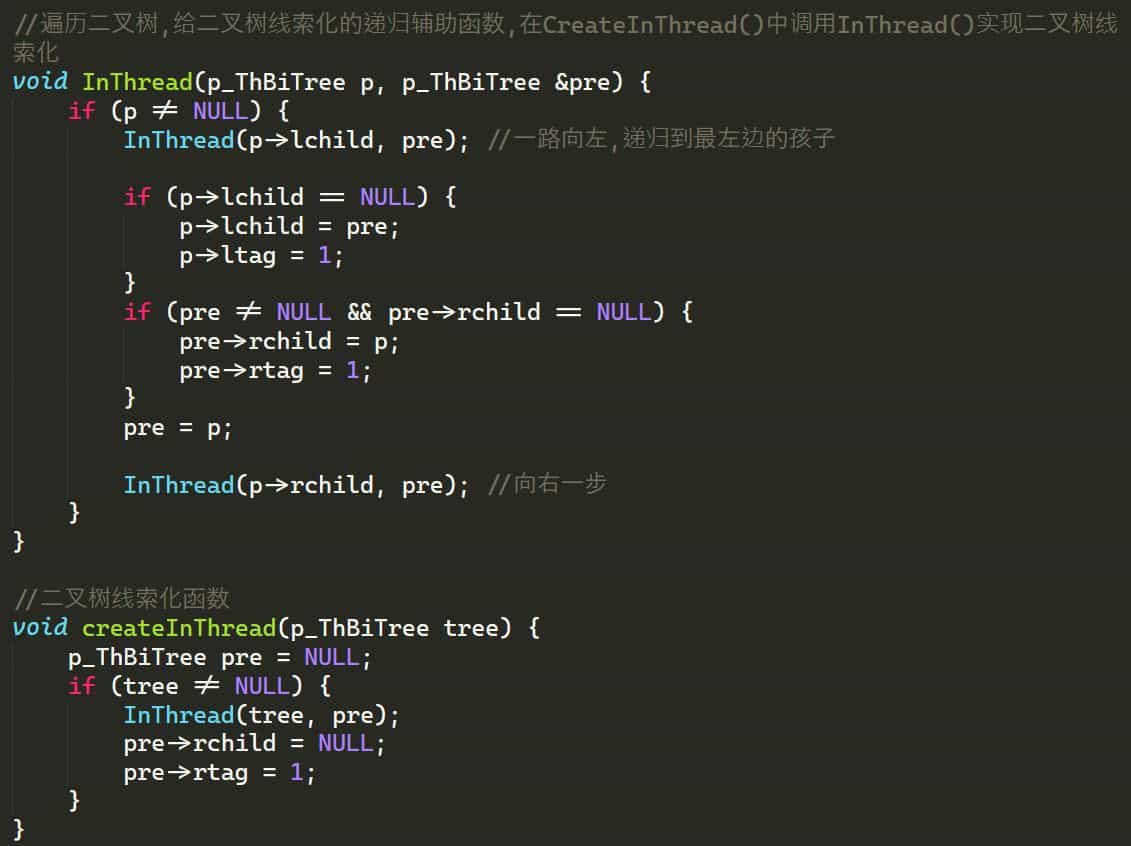 //遍历二叉树,给二叉树线索化的递归辅助函数,在CreateInThread()中调用InThread()实现二叉树线
索化
void InThread(p_ThBiTree p, p_ThBiTree &pre) {
    if (p != NULL) {
        InThread(p->lchild, pre); //一路向左,递归到最左边的孩子

        if (p->lchild == NULL) {
            p->lchild = pre;
            p->ltag = 1;
        }
        if (pre != NULL && pre->rchild == NULL) {
            pre->rchild = p;
            pre->rtag = 1;
        }
        pre = p;

        InThread(p->rchild, pre); //向右一步
    }
}

//二叉树线索化函数
void createInThread(p_ThBiTree tree) {
    p_ThBiTree pre = NULL;
    if (tree != NULL) {
        InThread(tree, pre);
        pre->rchild = NULL;
        pre->rtag = 1;
    }
}